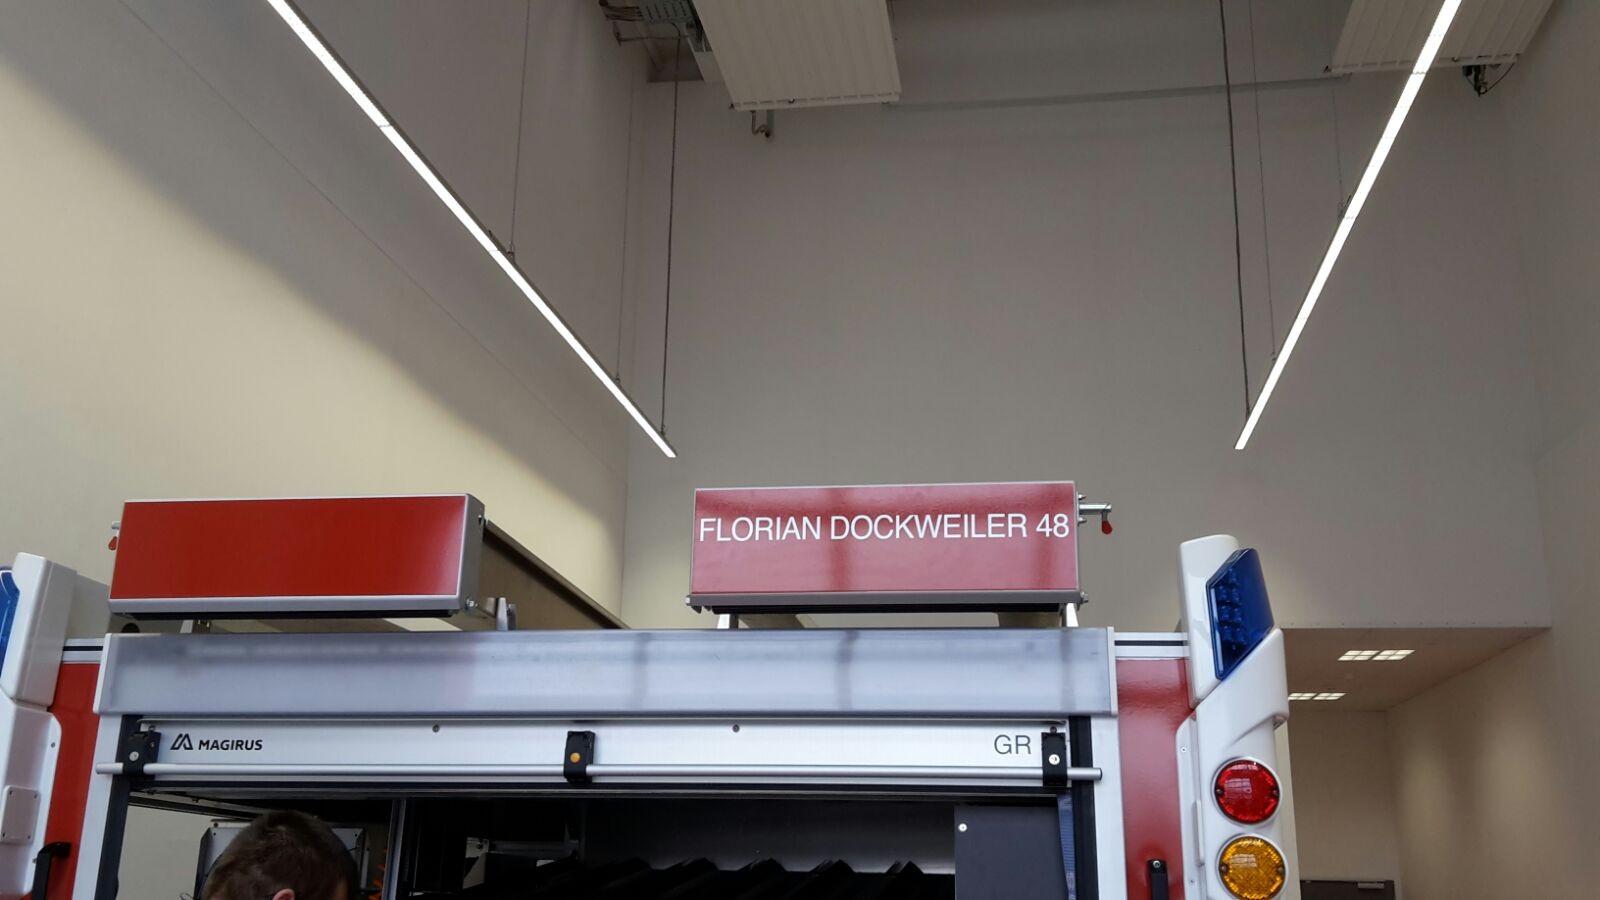 FLORIAN DOCKWEILER 48
MAGIRUS
GR